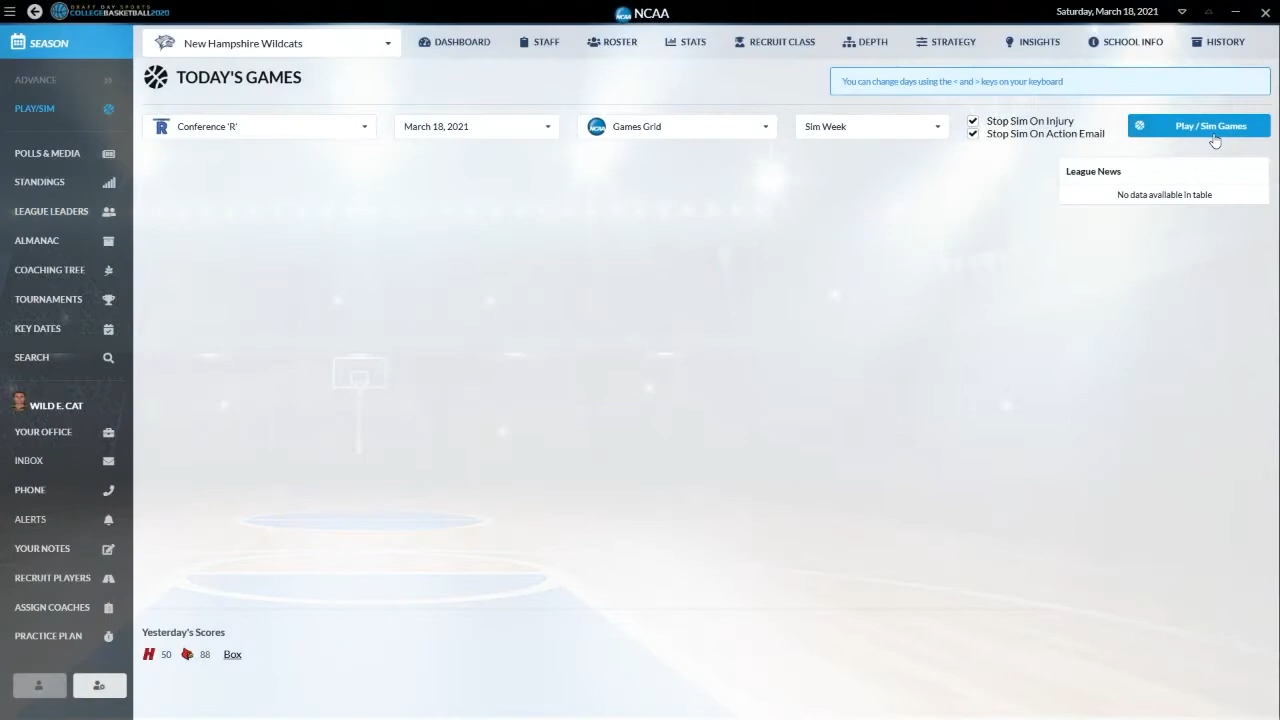 DRAFT DAY SPORTS
COLLEGE BASKETBALL 2020
NCAA
Saturday, March 18, 2021
SEASON
New Hampshire Wildcats
DASHBOARD
STAFF
ROSTER
STATS
RECRUIT CLASS
DEPTH
STRATEGY
INSIGHTS
SCHOOL INFO
HISTORY
ADVANCE
PLAY/SIM
TODAY'S GAMES
You can change days using the < and > keys on your keyboard
Conference 'R'
March 18, 2021
Games Grid
Sim Week
Stop Sim On Injury
Stop Sim On Action Email
Play / Sim Games
League News
No data available in table
POLLS & MEDIA
STANDINGS
LEAGUE LEADERS
ALMANAC
COACHING TREE
TOURNAMENTS
KEY DATES
SEARCH
WILD E. CAT
YOUR OFFICE
INBOX
PHONE
ALERTS
YOUR NOTES
RECRUIT PLAYERS
ASSIGN COACHES
PRACTICE PLAN
Yesterday's Scores
50 88 Box